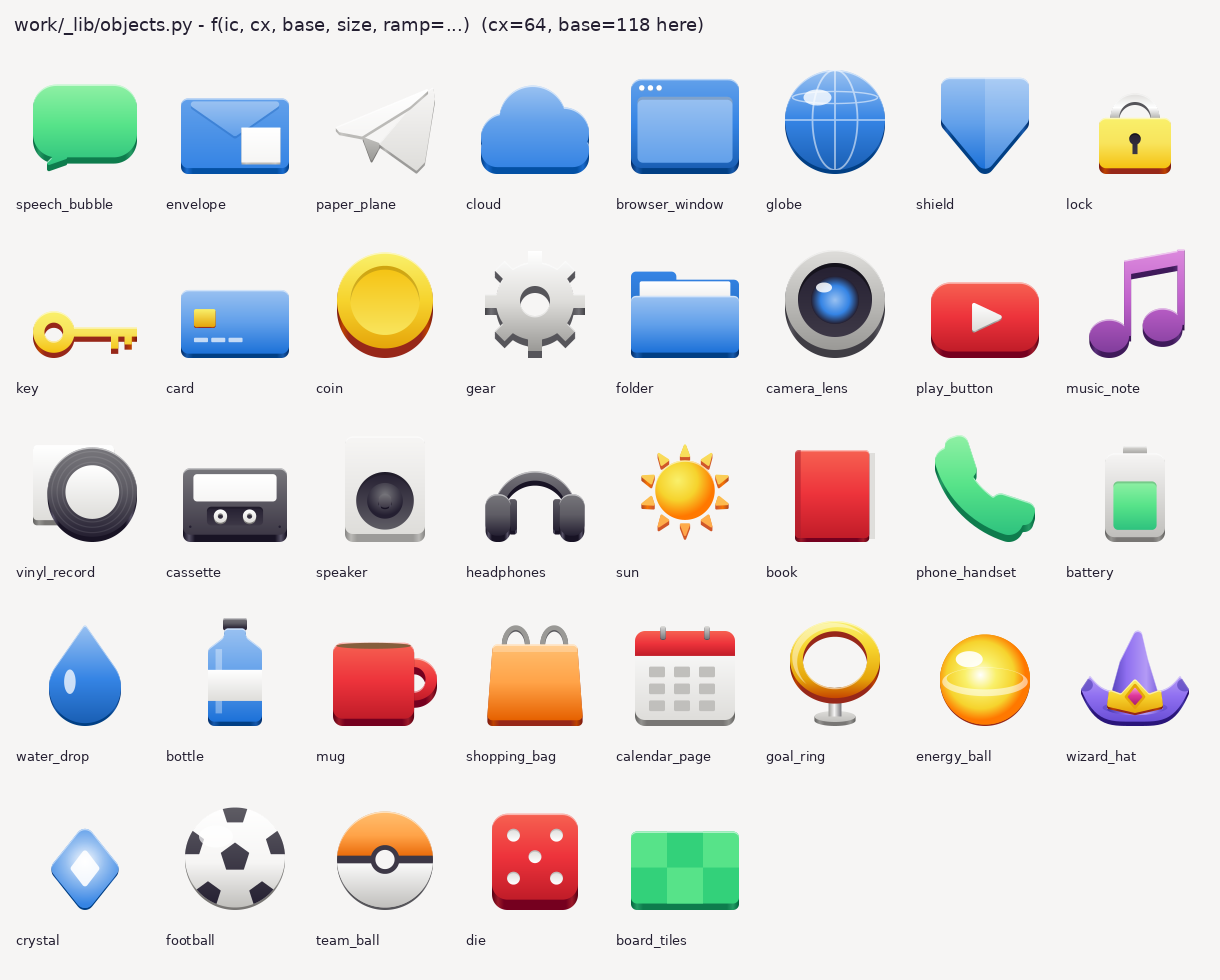 work/_lib/objects.py - f(ic, cx, base, size, ramp=...)  (cx=64, base=118 here)
speech_bubble
envelope
paper_plane
cloud
browser_window
globe
shield
lock
key
card
coin
gear
folder
camera_lens
play_button
music_note
vinyl_record
cassette
speaker
headphones
sun
book
phone_handset
battery
water_drop
bottle
mug
shopping_bag
calendar_page
goal_ring
energy_ball
wizard_hat
crystal
football
team_ball
die
board_tiles